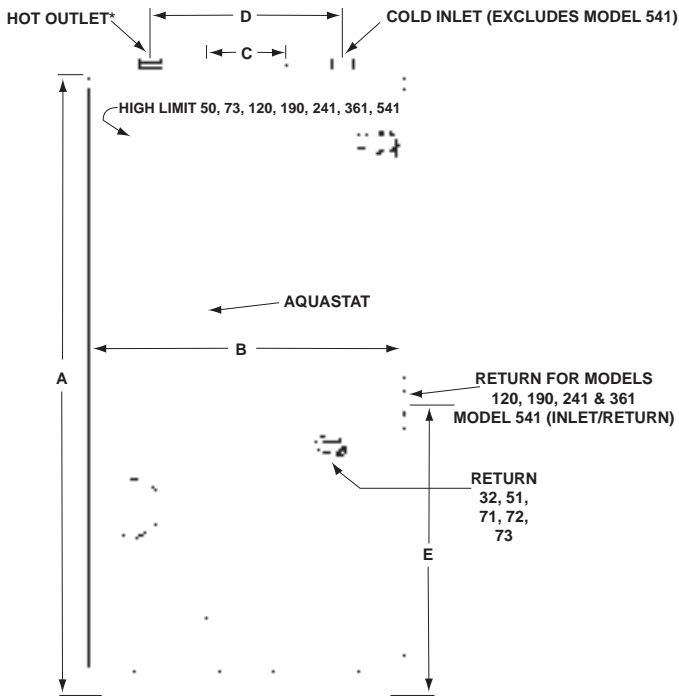 HOT OUTLET*
D
COLD INLET (EXCLUDES MODEL 541)
C
HIGH LIMIT 50, 73, 120, 190, 241, 361, 541
AQUASTAT
B
A
RETURN FOR MODELS
120, 190, 241 & 361
MODEL 541 (INLET/RETURN)
RETURN
32, 51,
71, 72,
73
E